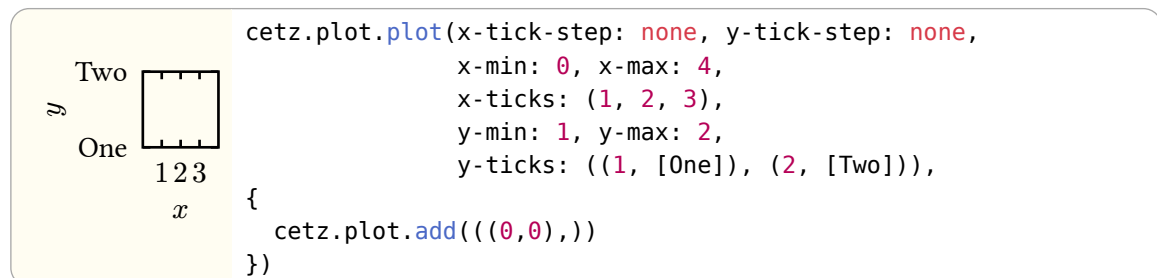 Two
y
One
1 2 3
x
cetz.plot.plot(x-tick-step: none, y-tick-step: none,
               x-min: 0, x-max: 4,
               x-ticks: (1, 2, 3),
               y-min: 1, y-max: 2,
               y-ticks: ((1, [One]), (2, [Two])),
{
  cetz.plot.add(((0,0),))
})